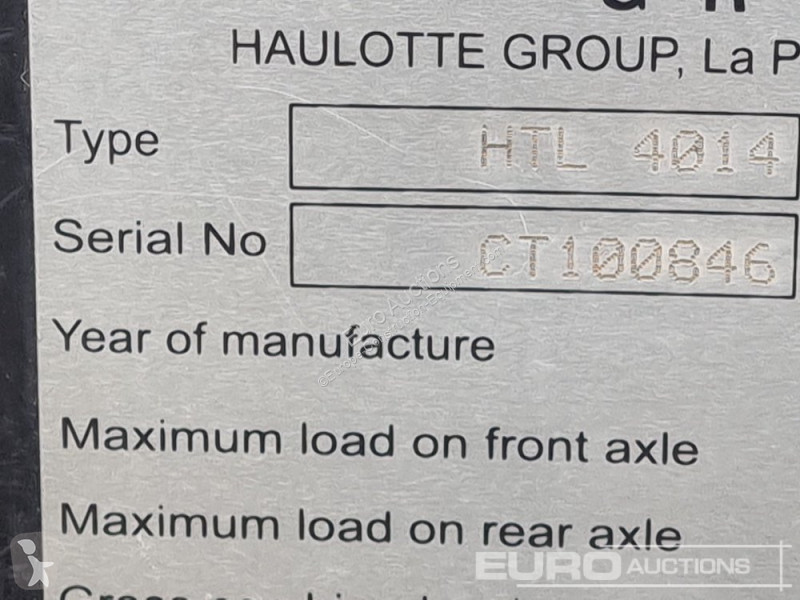 HAULOTTE GROUP, La P
Type HTL 4014
Serial No CT100846
Year of manufacture
Maximum load on front axle
Maximum load on rear axle
EURO AUCTIONS